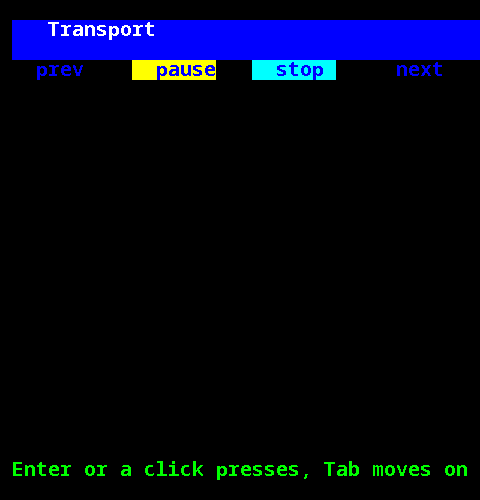 Transport
prev pause stop next
Enter or a click presses, Tab moves on